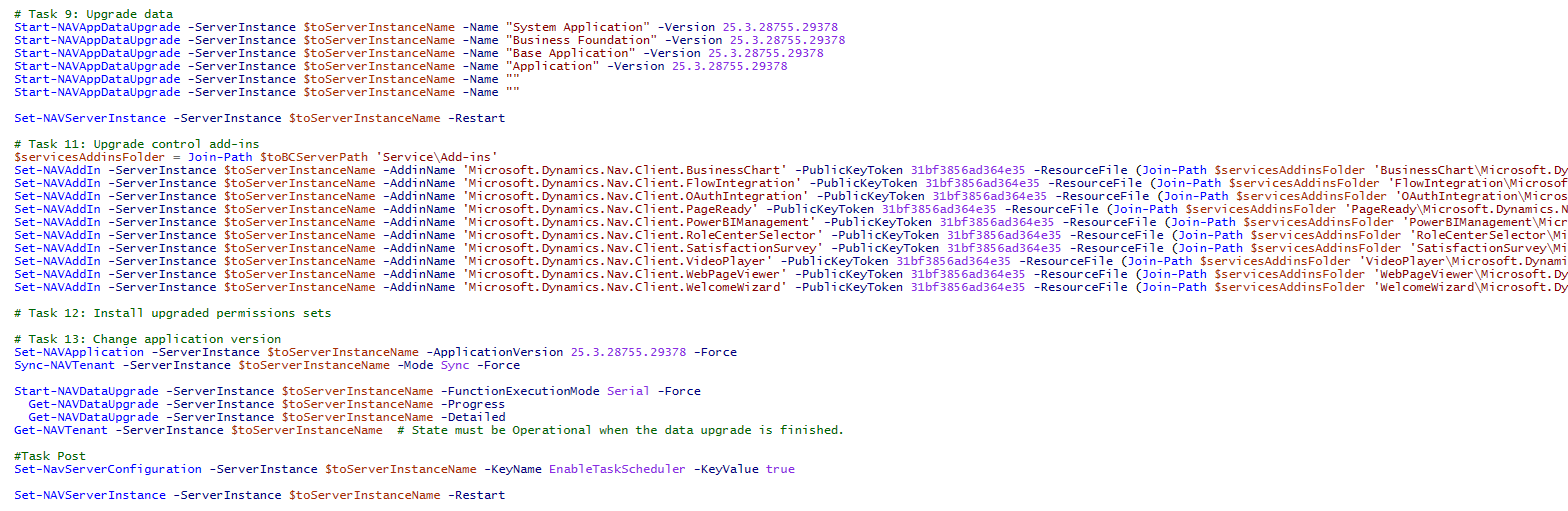 # Task 9: Upgrade data
Start-NAVAppDataUpgrade -ServerInstance $toServerInstanceName -Name "System Application" -Version 25.3.28755.29378
Start-NAVAppDataUpgrade -ServerInstance $toServerInstanceName -Name "Business Foundation" -Version 25.3.28755.29378
Start-NAVAppDataUpgrade -ServerInstance $toServerInstanceName -Name "Base Application" -Version 25.3.28755.29378
Start-NAVAppDataUpgrade -ServerInstance $toServerInstanceName -Name "Application" -Version 25.3.28755.29378
Start-NAVAppDataUpgrade -ServerInstance $toServerInstanceName -Name ""
Start-NAVAppDataUpgrade -ServerInstance $toServerInstanceName -Name ""
Set-NAVServerInstance -ServerInstance $toServerInstanceName -Restart
# Task 11: Upgrade control add-ins
$servicesAddinsFolder = Join-Path $toBCServerPath 'Service\Add-ins'
Set-NAVAddIn -ServerInstance $toServerInstanceName -AddinName 'Microsoft.Dynamics.Nav.Client.BusinessChart' -PublicKeyToken 31bf3856ad364e35 -ResourceFile (Join-Path $servicesAddinsFolder 'BusinessChart\Microsoft.Dy
Set-NAVAddIn -ServerInstance $toServerInstanceName -AddinName 'Microsoft.Dynamics.Nav.Client.FlowIntegration' -PublicKeyToken 31bf3856ad364e35 -ResourceFile (Join-Path $servicesAddinsFolder 'FlowIntegration\Microsof
Set-NAVAddIn -ServerInstance $toServerInstanceName -AddinName 'Microsoft.Dynamics.Nav.Client.OAuthIntegration' -PublicKeyToken 31bf3856ad364e35 -ResourceFile (Join-Path $servicesAddinsFolder 'OAuthIntegration\Micros
Set-NAVAddIn -ServerInstance $toServerInstanceName -AddinName 'Microsoft.Dynamics.Nav.Client.PageReady' -PublicKeyToken 31bf3856ad364e35 -ResourceFile (Join-Path $servicesAddinsFolder 'PageReady\Microsoft.Dynamics.N
Set-NAVAddIn -ServerInstance $toServerInstanceName -AddinName 'Microsoft.Dynamics.Nav.Client.PowerBIManagement' -PublicKeyToken 31bf3856ad364e35 -ResourceFile (Join-Path $servicesAddinsFolder 'PowerBIManagement\Micr
Set-NAVAddIn -ServerInstance $toServerInstanceName -AddinName 'Microsoft.Dynamics.Nav.Client.RoleCenterSelector' -PublicKeyToken 31bf3856ad364e35 -ResourceFile (Join-Path $servicesAddinsFolder 'RoleCenterSelector\Mi
Set-NAVAddIn -ServerInstance $toServerInstanceName -AddinName 'Microsoft.Dynamics.Nav.Client.SatisfactionSurvey' -PublicKeyToken 31bf3856ad364e35 -ResourceFile (Join-Path $servicesAddinsFolder 'SatisfactionSurvey\Mi
Set-NAVAddIn -ServerInstance $toServerInstanceName -AddinName 'Microsoft.Dynamics.Nav.Client.VideoPlayer' -PublicKeyToken 31bf3856ad364e35 -ResourceFile (Join-Path $servicesAddinsFolder 'VideoPlayer\Microsoft.Dynami
Set-NAVAddIn -ServerInstance $toServerInstanceName -AddinName 'Microsoft.Dynamics.Nav.Client.WebPageViewer' -PublicKeyToken 31bf3856ad364e35 -ResourceFile (Join-Path $servicesAddinsFolder 'WebPageViewer\Microsoft.Dy
Set-NAVAddIn -ServerInstance $toServerInstanceName -AddinName 'Microsoft.Dynamics.Nav.Client.WelcomeWizard' -PublicKeyToken 31bf3856ad364e35 -ResourceFile (Join-Path $servicesAddinsFolder 'WelcomeWizard\Microsoft.Dy
# Task 12: Install upgraded permissions sets
# Task 13: Change application version
Set-NAVApplication -ServerInstance $toServerInstanceName -ApplicationVersion 25.3.28755.29378 -Force
Sync-NAVTenant -ServerInstance $toServerInstanceName -Mode Sync -Force
Start-NAVDataUpgrade -ServerInstance $toServerInstanceName -FunctionExecutionMode Serial -Force
Get-NAVDataUpgrade -ServerInstance $toServerInstanceName -Progress
Get-NAVDataUpgrade -ServerInstance $toServerInstanceName -Detailed
Get-NAVTenant -ServerInstance $toServerInstanceName # State must be Operational when the data upgrade is finished.
#Task Post
Set-NavServerConfiguration -ServerInstance $toServerInstanceName -KeyName EnableTaskScheduler -KeyValue true
Set-NAVServerInstance -ServerInstance $toServerInstanceName -Restart